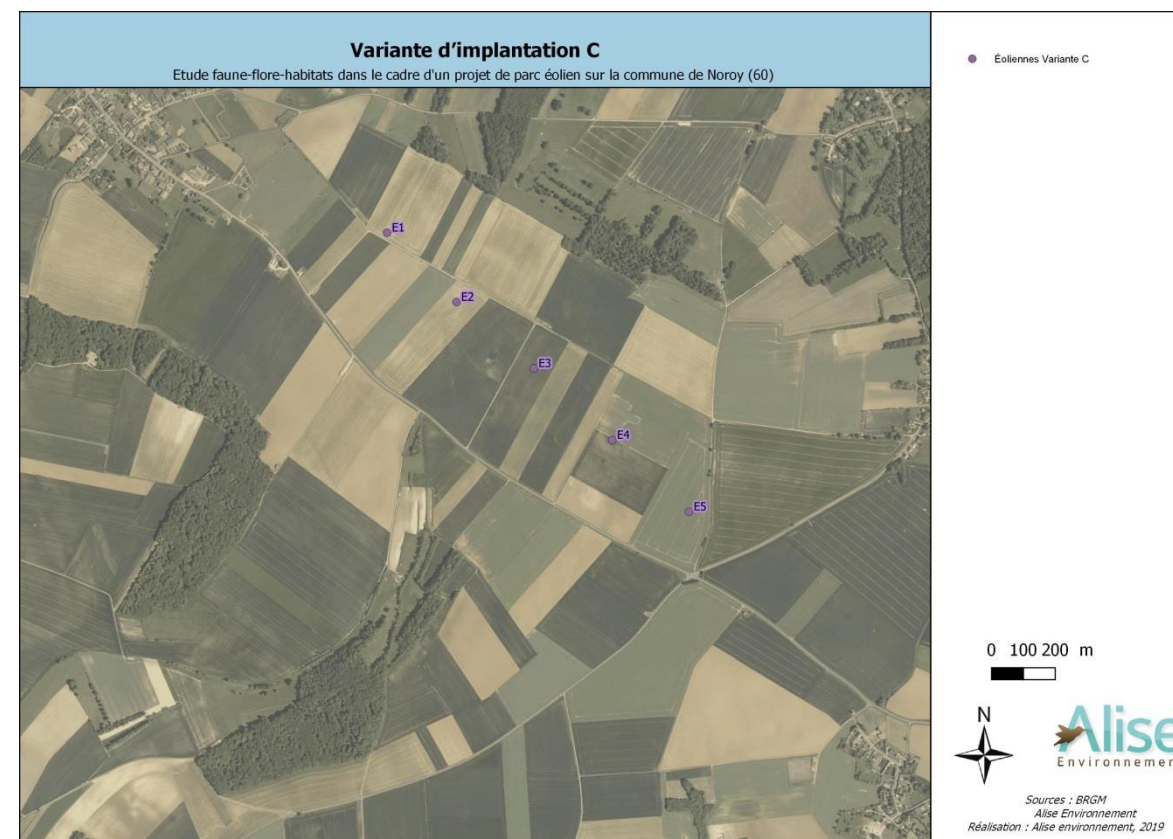 Variante d'implantation C
Etude faune-flore-habitats dans le cadre d'un projet de parc éolien sur la commune de Noroy (60)
Éoliennes Variante C
E1
E2
E3
E4
E5
0 100 200 m
N
Alise
Environnement
Sources : BRGM
Alise Environnement
Réalisation : Alise environnement, 2019